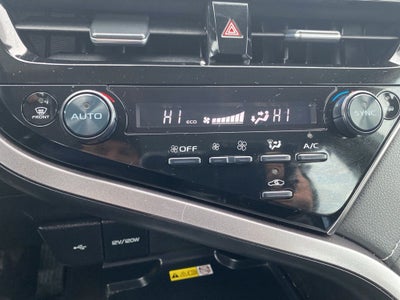 FRONT
AUTO
HI ECO HI
SYNC
OFF
A/C
12V/120W